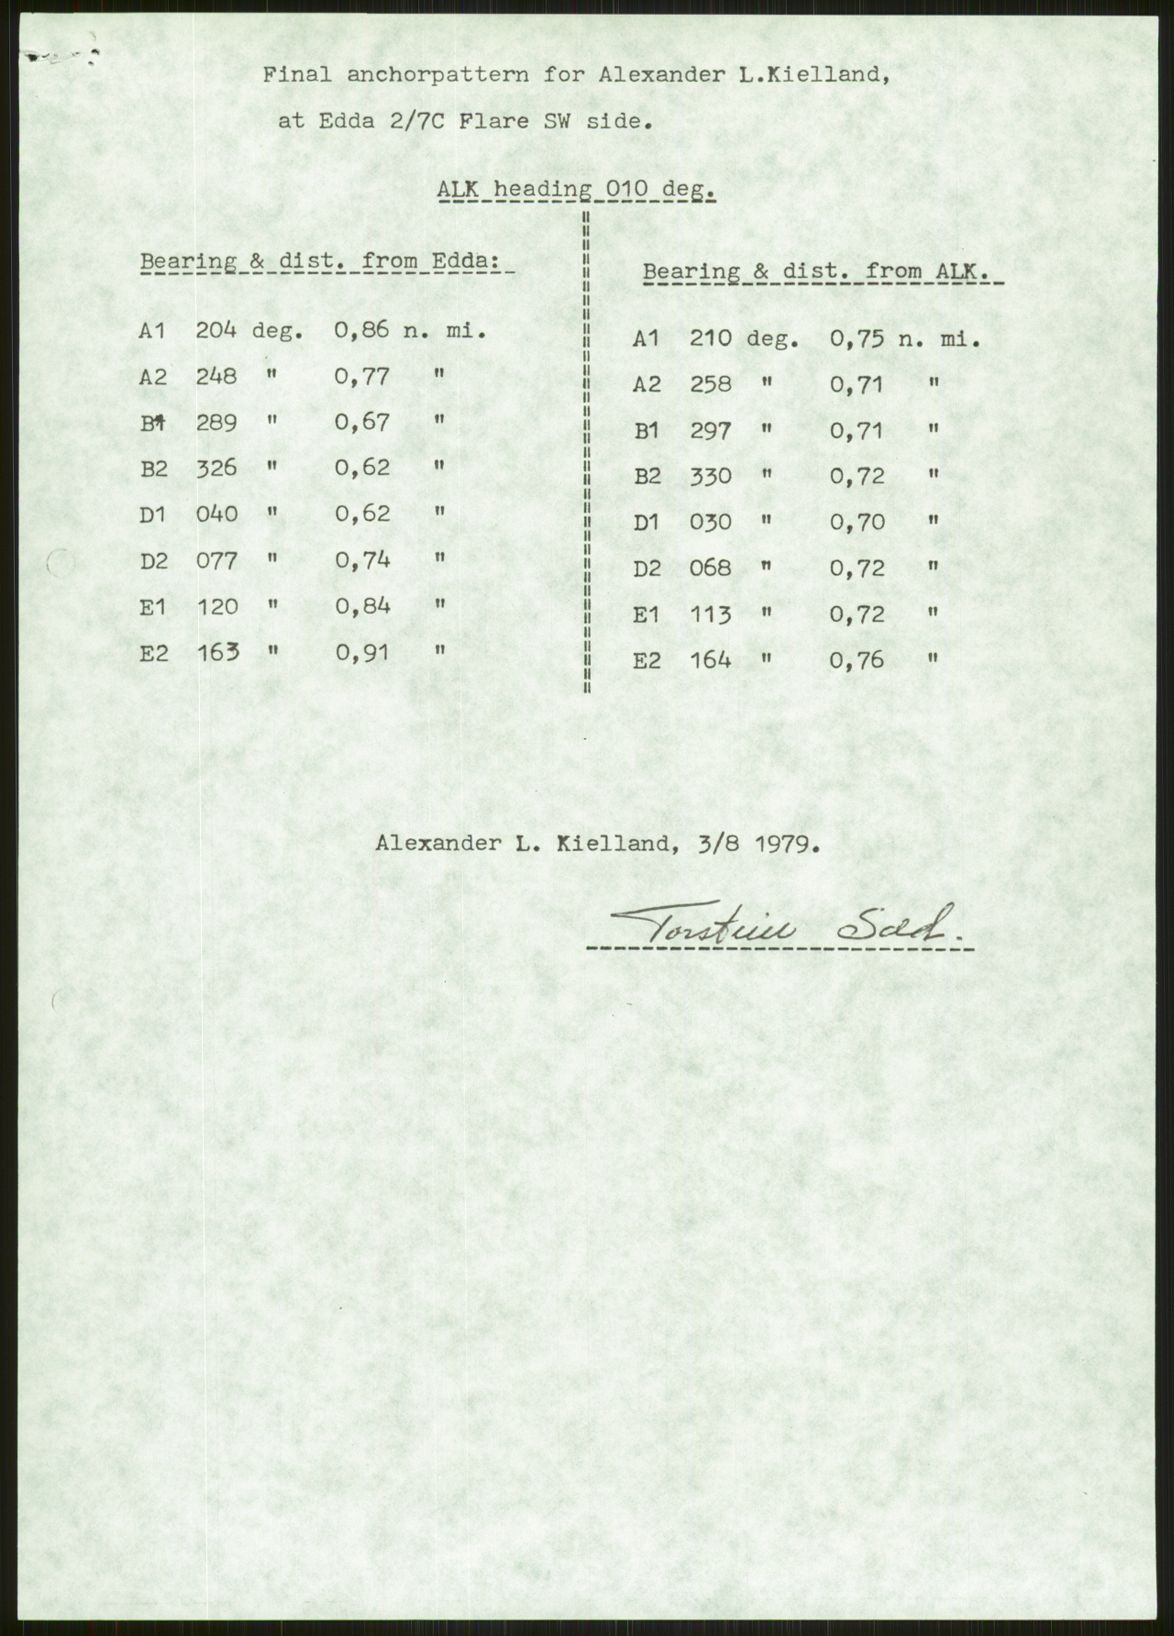 Final anchorpattern for Alexander L.Kielland,
at Edda 2/7C Flare SW side.
ALK heading 010 deg.
Bearing & dist. from Edda:
A1 204 deg. 0,86 n. mi.
A2 248 " 0,77 "
B1 289 " 0,67 "
B2 326 " 0,62 "
D1 040 " 0,62 "
D2 077 " 0,74 "
E1 120 " 0,84 "
E2 163 " 0,91 "
Bearing & dist. from ALK.
A1 210 deg. 0,75 n. mi.
A2 258 " 0,71 "
B1 297 " 0,71 "
B2 330 " 0,72 "
D1 030 " 0,70 "
D2 068 " 0,72 "
E1 113 " 0,72 "
E2 164 " 0,76 "
Alexander L. Kielland, 3/8 1979.
Torstein